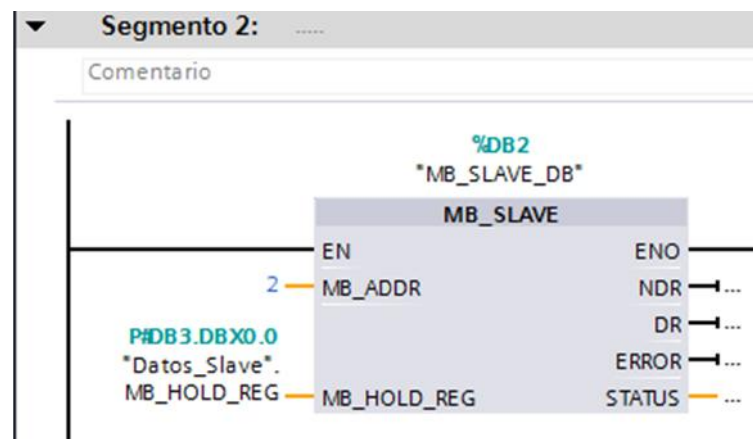 Segmento 2: .....
Comentario
%DB2
"MB_SLAVE_DB"
MB_SLAVE
EN ENO
2 MB_ADDR NDR ...
P#DB3.DBX0.0 DR ...
"Datos_Slave". ERROR ...
MB_HOLD_REG MB_HOLD_REG STATUS ...